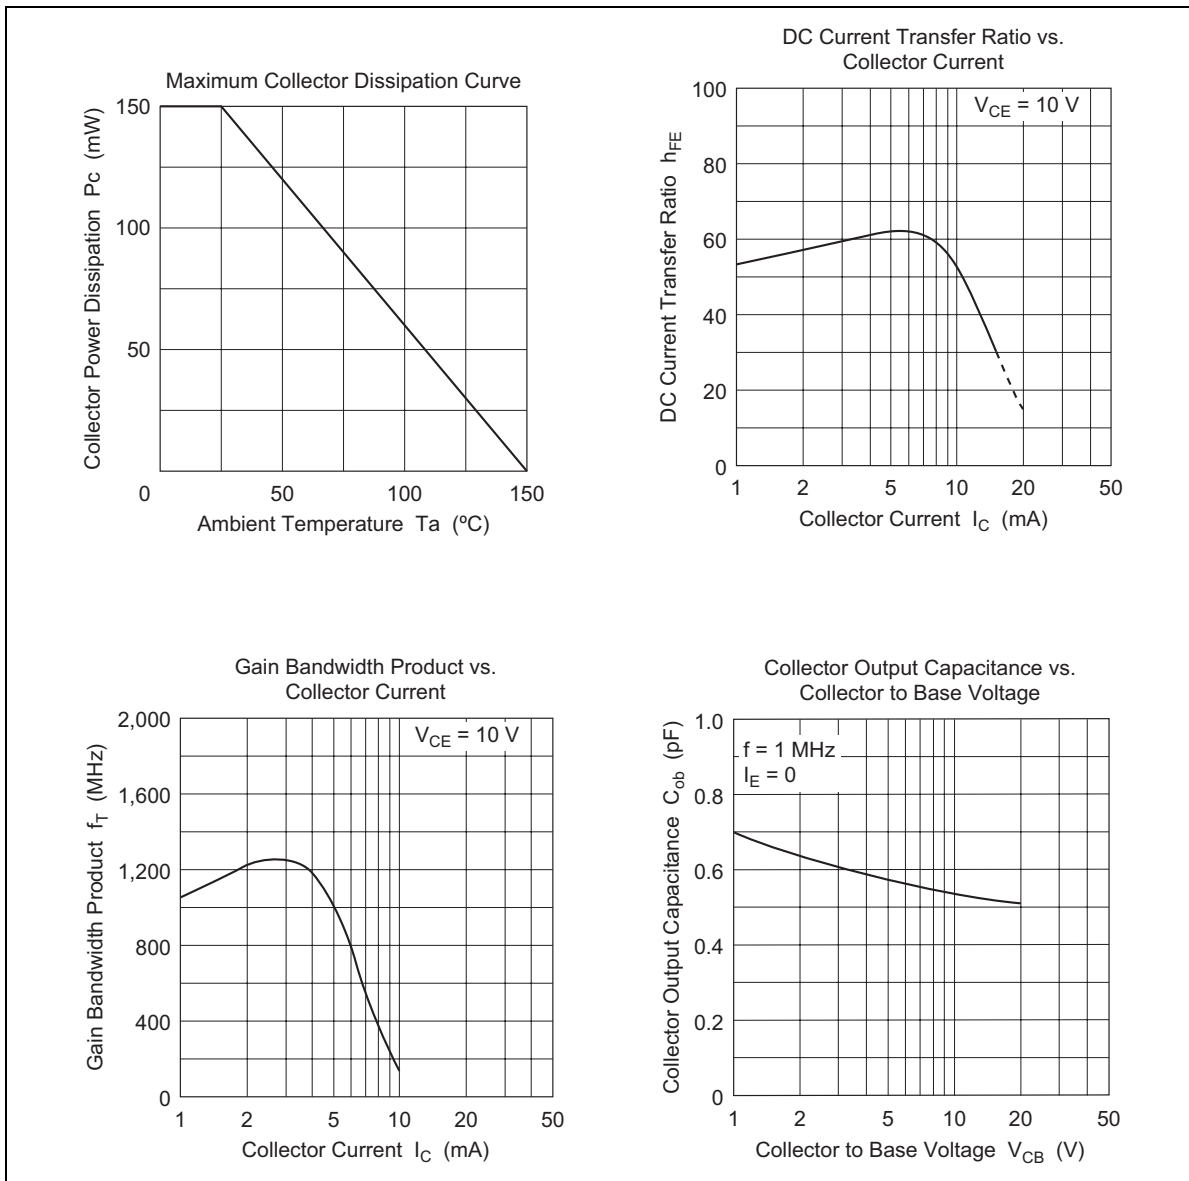 Maximum Collector Dissipation Curve
Collector Power Dissipation Pc (mW)
150
100
50
0
50
100
150
Ambient Temperature Ta (ºC)
DC Current Transfer Ratio vs.
Collector Current
DC Current Transfer Ratio hFE
100
80
60
40
20
0
VCE = 10 V
1
2
5
10
20
50
Collector Current IC (mA)
Gain Bandwidth Product vs.
Collector Current
Gain Bandwidth Product fT (MHz)
2,000
1,600
1,200
800
400
0
VCE = 10 V
1
2
5
10
20
50
Collector Current IC (mA)
Collector Output Capacitance vs.
Collector to Base Voltage
Collector Output Capacitance Cob (pF)
1.0
0.8
0.6
0.4
0.2
0
f = 1 MHz
IE = 0
1
2
5
10
20
50
Collector to Base Voltage VCB (V)